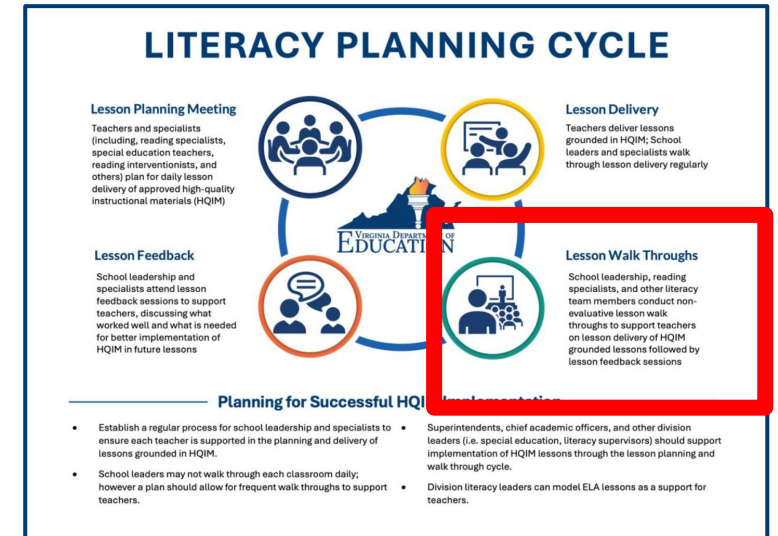 LITERACY PLANNING CYCLE
Lesson Planning Meeting
Teachers and specialists
(including, reading specialists,
special education teachers,
reading interventionists, and
others) plan for daily lesson
delivery of approved high-quality
instructional materials (HQIM)
Lesson Delivery
Teachers deliver lessons
grounded in HQIM; School
leaders and specialists walk
through lesson delivery regularly
VIRGINIA DEPARTMENT OF
EDUCATION
Lesson Feedback
School leadership and
specialists attend lesson
feedback sessions to support
teachers, discussing what
worked well and what is needed
for better implementation of
HQIM in future lessons
Lesson Walk Throughs
School leadership, reading
specialists, and other literacy
team members conduct non-
evaluative lesson walk
throughs to support teachers
on lesson delivery of HQIM
grounded lessons followed by
lesson feedback sessions
Planning for Successful Implementation
• Establish a regular process for school leadership and specialists to
ensure each teacher is supported in the planning and delivery of
lessons grounded in HQIM.
• School leaders may not walk through each classroom daily;
however a plan should allow for frequent walk throughs to support
teachers.
• Superintendents, chief academic officers, and other division
leaders (i.e. special education, literacy supervisors) should support
implementation of HQIM lessons through the lesson planning and
walk through cycle.
• Division literacy leaders can model ELA lessons as a support for
teachers.